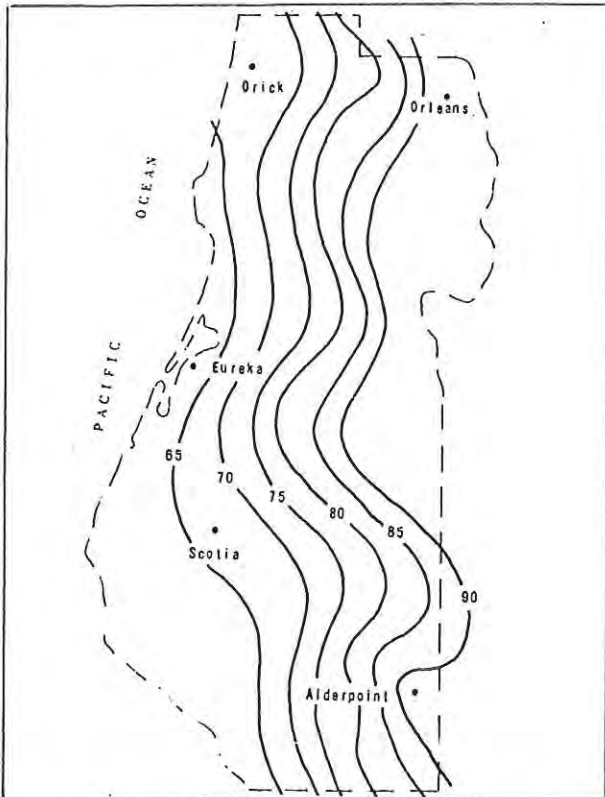 Orick
Orleans
OCEAN
PACIFIC
Eureka
65
70
75
80
85
Scotia
90
Alderpoint